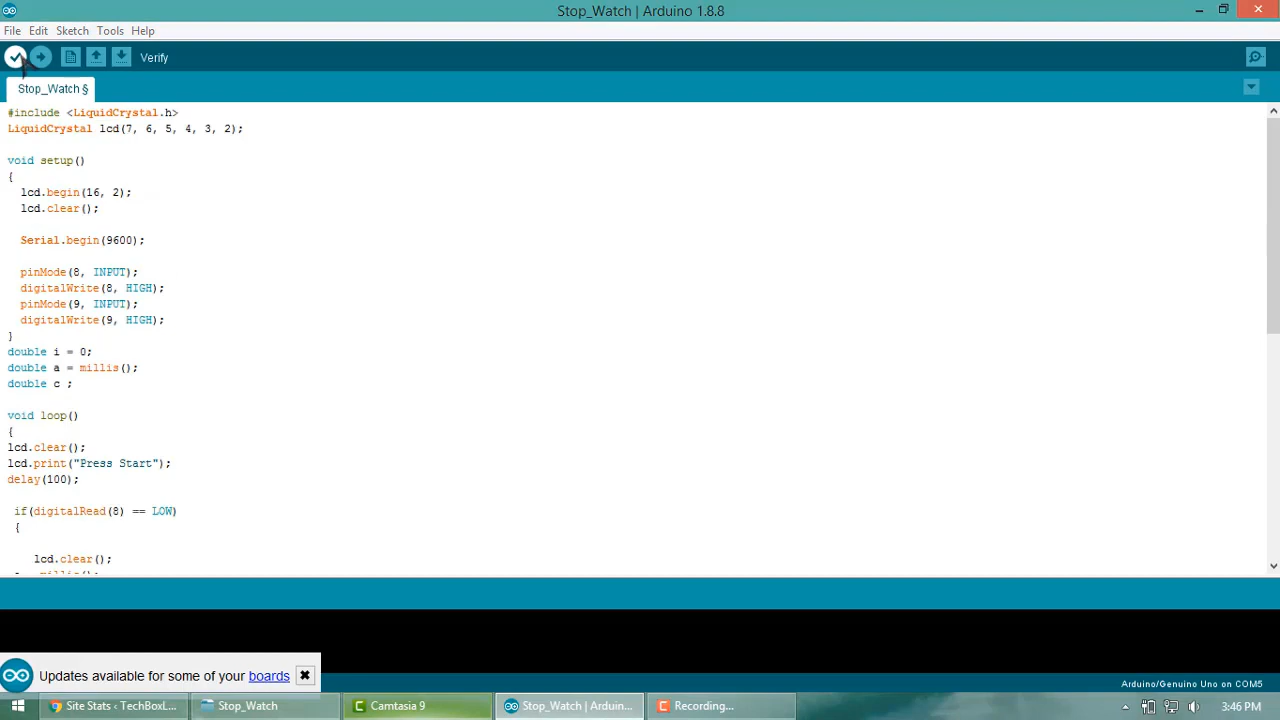 Stop_Watch | Arduino 1.8.8
File Edit Sketch Tools Help
Verify
Stop_Watch §
#include <LiquidCrystal.h>
LiquidCrystal lcd(7, 6, 5, 4, 3, 2);
void setup()
{
lcd.begin(16, 2);
lcd.clear();
Serial.begin(9600);
pinMode(8, INPUT);
digitalWrite(8, HIGH);
pinMode(9, INPUT);
digitalWrite(9, HIGH);
}
double i = 0;
double a = millis();
double c ;
void loop()
{
lcd.clear();
lcd.print("Press Start");
delay(100);
if(digitalRead(8) == LOW)
{
lcd.clear();
Updates available for some of your boards
Arduino/Genuino Uno on COM5
Site Stats ‹ TechBoxL... Stop_Watch Camtasia 9 Stop_Watch | Arduin... Recording... 3:46 PM